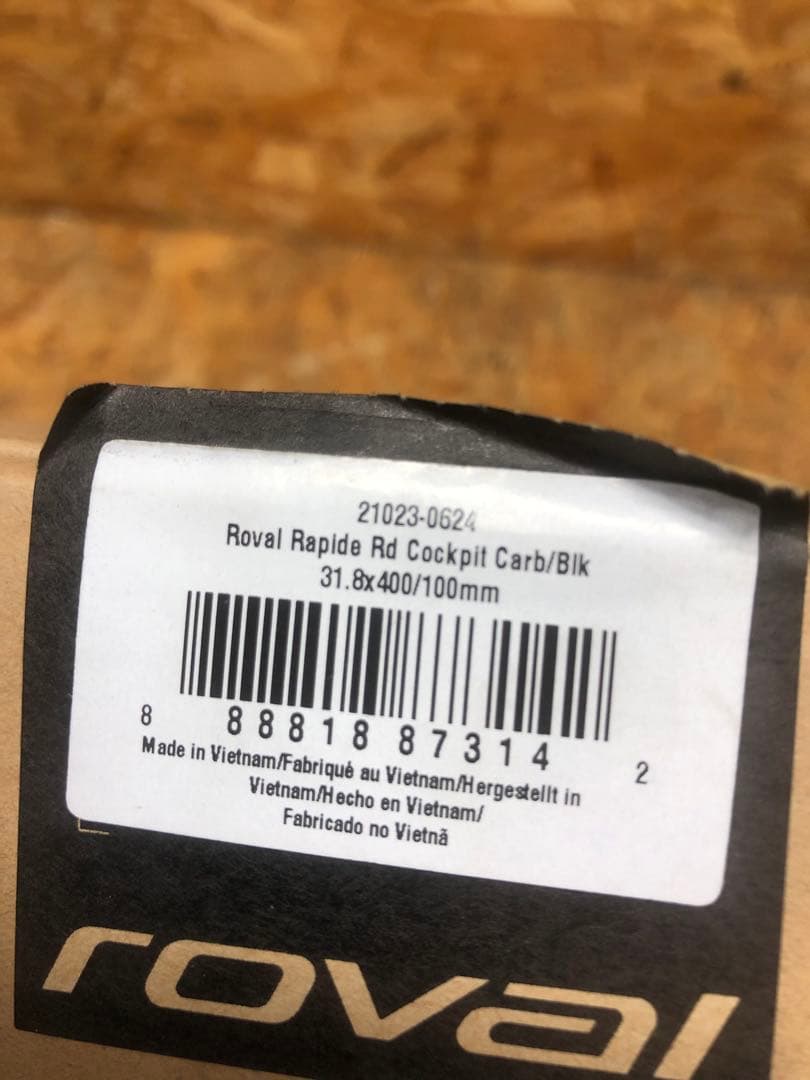 21023-0624
Roval Rapide Rd Cockpit Carb/Blk
31.8x400/100mm
8 88818 87314 2
Made in Vietnam/Fabriqué au Vietnam/Hergestellt in
Vietnam/Hecho en Vietnam/
Fabricado no Vietnã
roval